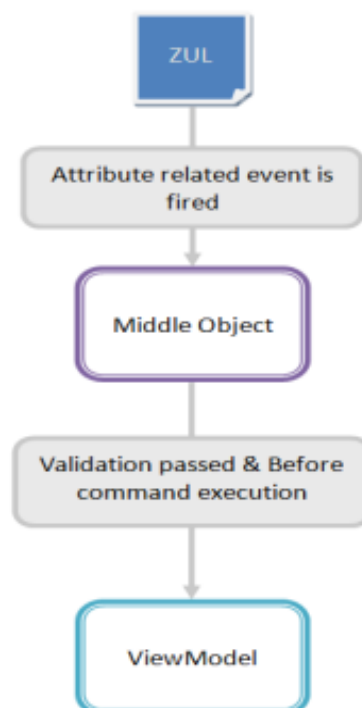 ZUL
Attribute related event is
fired
Middle Object
Validation passed & Before
command execution
ViewModel